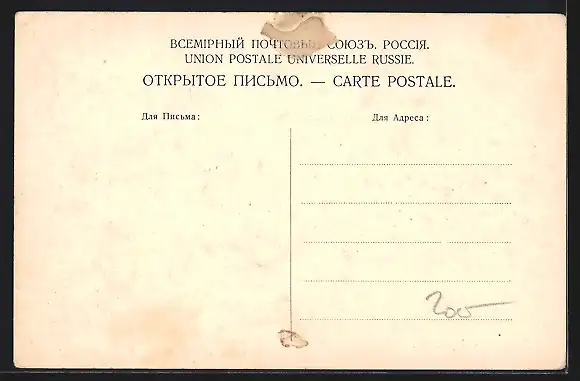 ВСЕМІРНЫЙ ПОЧТОВЫЙ СОЮЗЪ. РОССІЯ.
UNION POSTALE UNIVERSELLE RUSSIE.
ОТКРЫТОЕ ПИСЬМО. — CARTE POSTALE.
Для Письма:
Для Адреса:
200